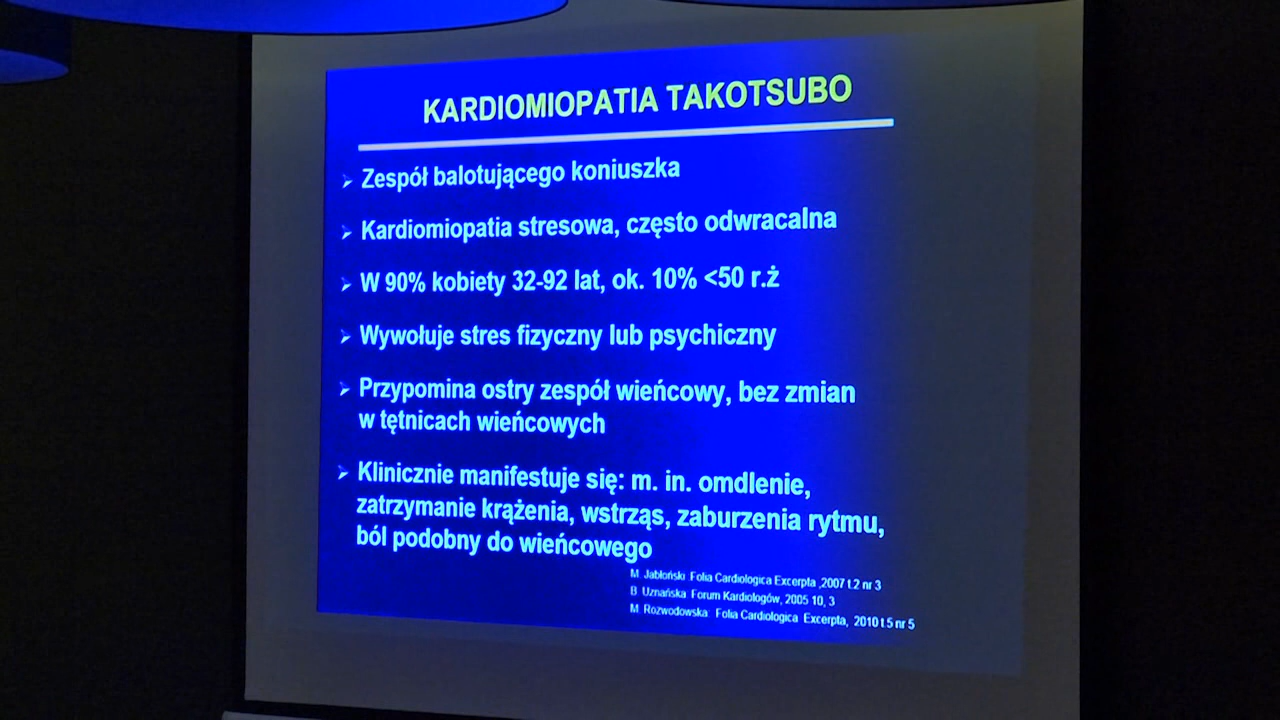 KARDIOMIOPATIA TAKOTSUBO
➢ Zespół balotującego koniuszka
➢ Kardiomiopatia stresowa, często odwracalna
➢ W 90% kobiety 32-92 lat, ok. 10% <50 r.ż
➢ Wywołuje stres fizyczny lub psychiczny
➢ Przypomina ostry zespół wieńcowy, bez zmian
w tętnicach wieńcowych
➢ Klinicznie manifestuje się: m. in. omdlenie,
zatrzymanie krążenia, wstrząs, zaburzenia rytmu,
ból podobny do wieńcowego
M. Jabłoński Folia Cardiologica Excerpta ,2007 t.2 nr 3
B. Uznańska Forum Kardiologów, 2005 10, 3
M. Rozwodowska Folia Cardiologica Excerpta, 2010 t.5 nr 5